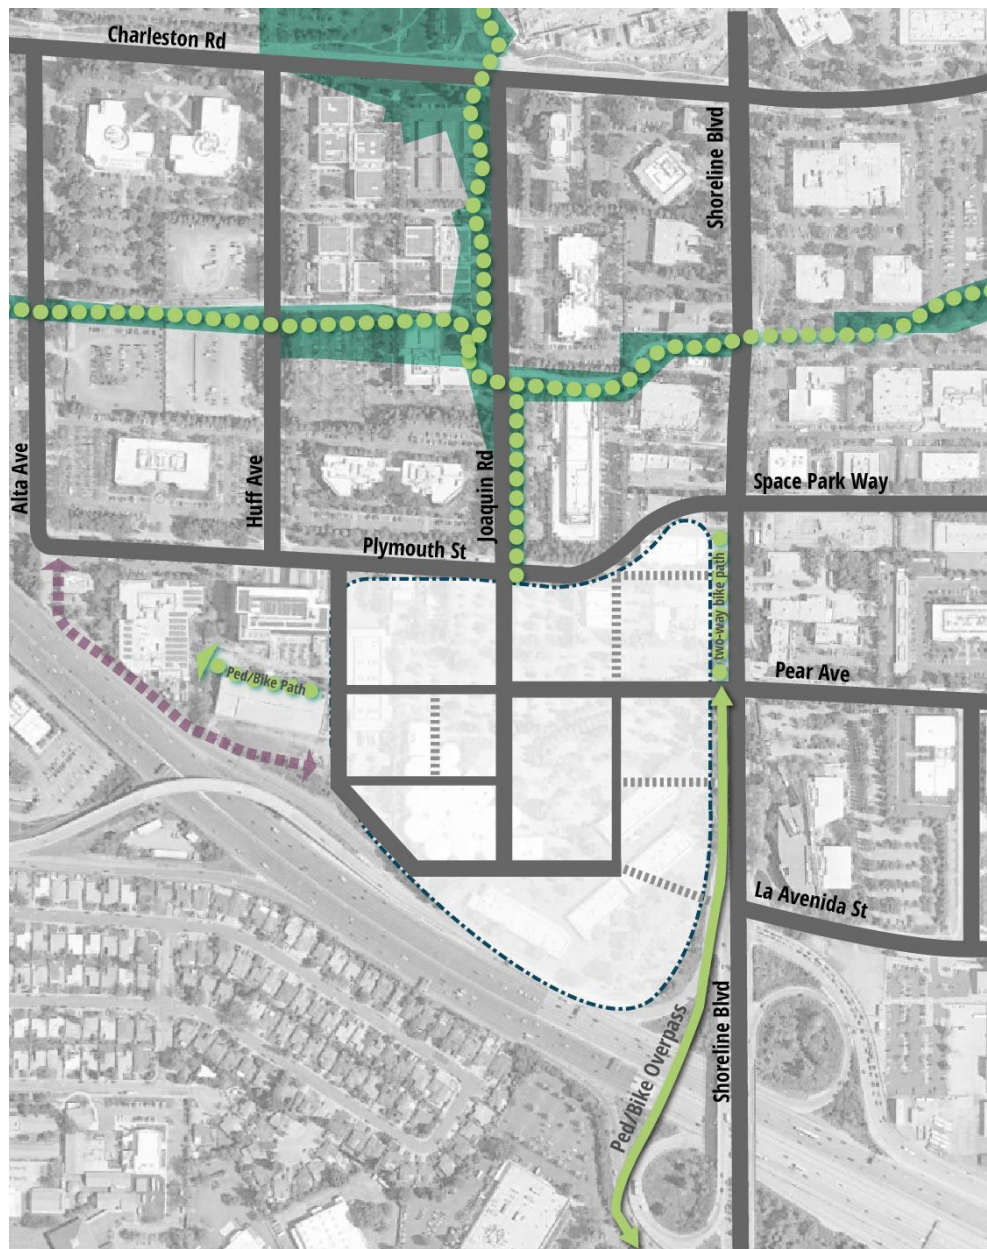 Charleston Rd
Shoreline Blvd
Alta Ave
Huff Ave
Joaquin Rd
Space Park Way
Plymouth St
two-way bike path
Ped/Bike Path
Pear Ave
La Avenida St
Ped/Bike Overpass
Shoreline Blvd